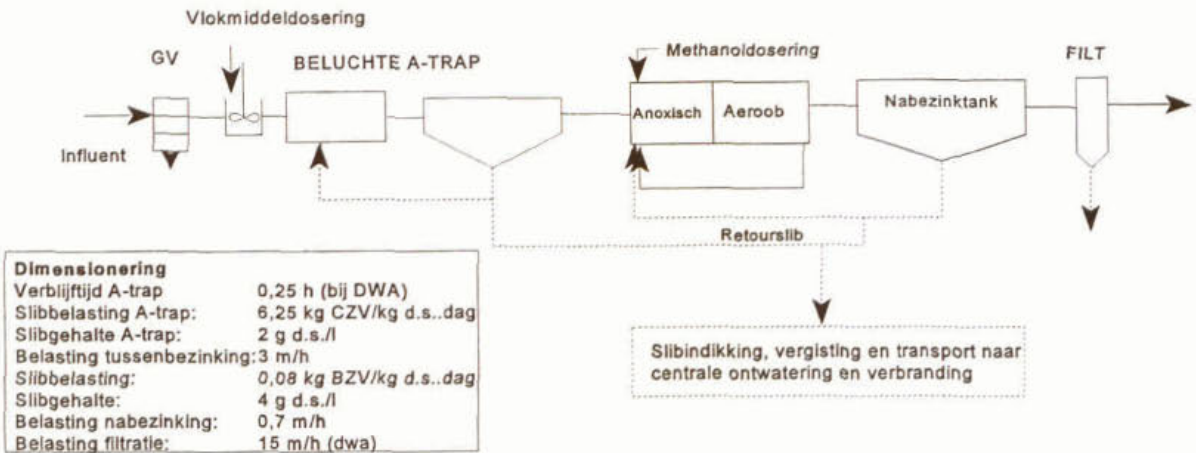 Vlokmiddeldosering
GV
BELUCHTE A-TRAP
Methanoldosering
FILT
Anoxisch
Aeroob
Nabezinktank
Influent
Retourslib
Dimensionering
Verblijftijd A-trap 0,25 h (bij DWA)
Slibbelasting A-trap: 6,25 kg CZV/kg d.s..dag
Slibgehalte A-trap: 2 g d.s./l
Belasting tussenbezinking: 3 m/h
Slibbelasting: 0,08 kg BZV/kg d.s..dag
Slibgehalte: 4 g d.s./l
Belasting nabezinking: 0,7 m/h
Belasting filtratie: 15 m/h (dwa)
Slibindikking, vergisting en transport naar
centrale ontwatering en verbranding